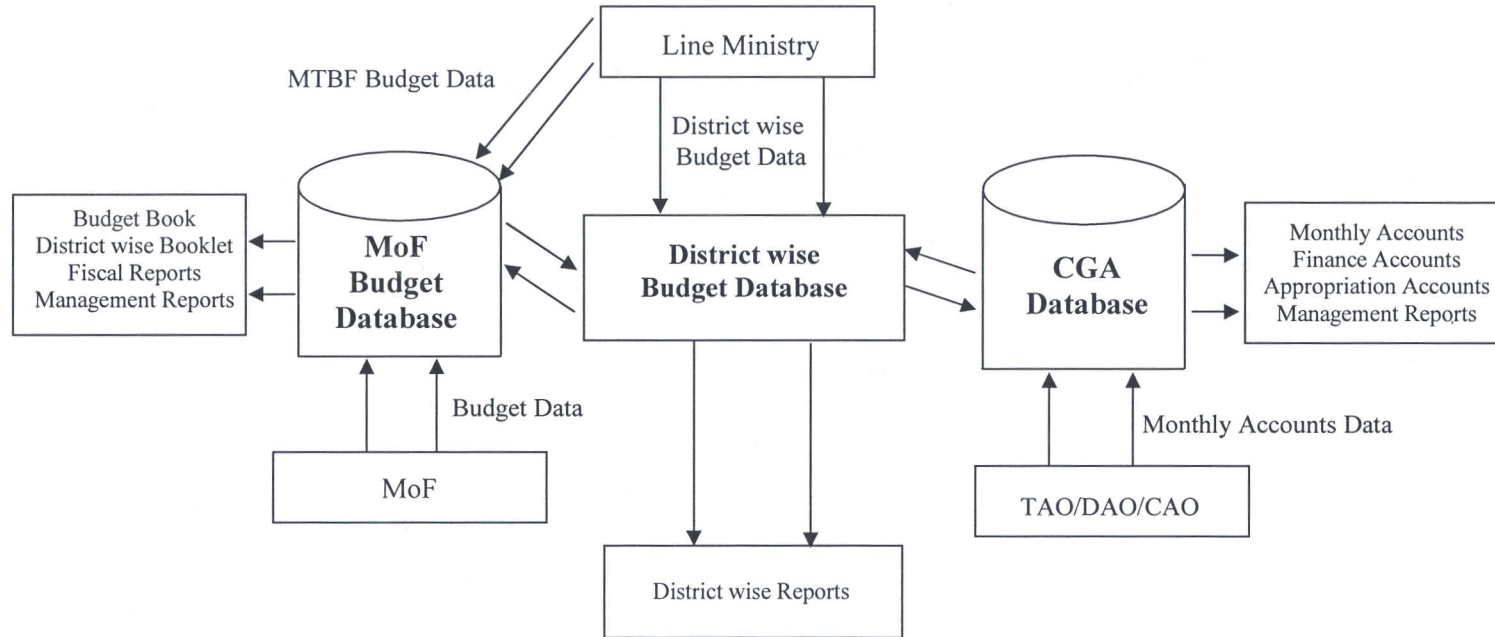 Line Ministry
MTBF Budget Data
District wise
Budget Data
Budget Book
District wise Booklet
Fiscal Reports
Management Reports
MoF
Budget
Database
District wise
Budget Database
CGA
Database
Monthly Accounts
Finance Accounts
Appropriation Accounts
Management Reports
Budget Data
Monthly Accounts Data
MoF
TAO/DAO/CAO
District wise Reports